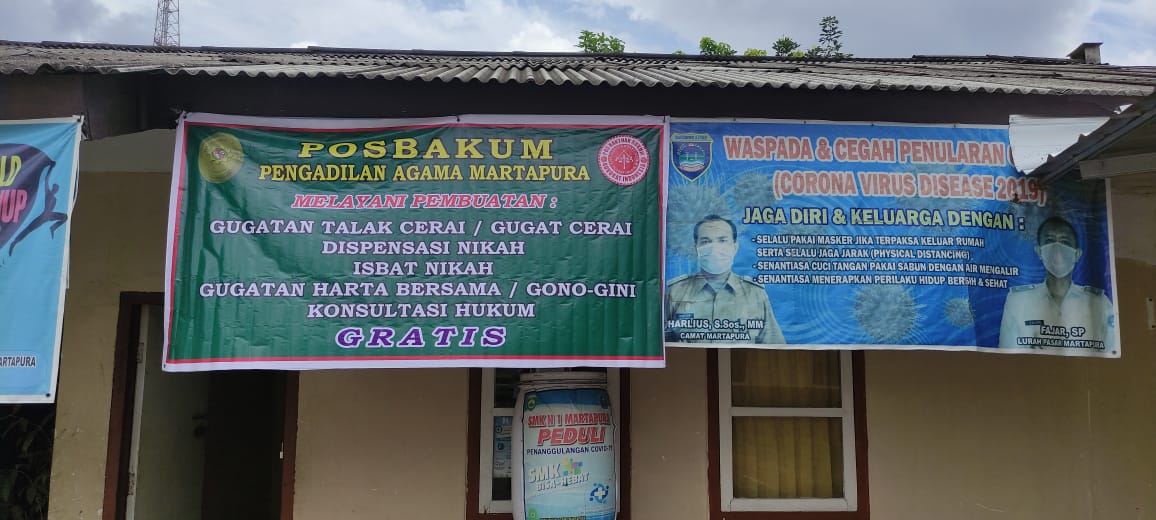 POSBAKUM
PENGADILAN AGAMA MARTAPURA
MELAYANI PEMBUATAN :
GUGATAN TALAK CERAI / GUGAT CERAI
DISPENSASI NIKAH
ISBAT NIKAH
GUGATAN HARTA BERSAMA / GONO-GINI
KONSULTASI HUKUM
GRATIS
WASPADA & CEGAH PENULARAN
(CORONA VIRUS DISEASE 2019)
JAGA DIRI & KELUARGA DENGAN :
- SELALU PAKAI MASKER JIKA TERPAKSA KELUAR RUMAH
SERTA SELALU JAGA JARAK (PHYSICAL DISTANCING)
- SENANTIASA CUCI TANGAN PAKAI SABUN DENGAN AIR MENGALIR
- SENANTIASA MENERAPKAN PERILAKU HIDUP BERSIH & SEHAT
HARLIUS, S.Sos., MM
CAMAT MARTAPURA
FAJAR, SP
LURAH PASAR MARTAPURA
SMK N 1 MARTAPURA
PEDULI
PENANGGULANGAN COVID-19
SMK
BISA-HEBAT